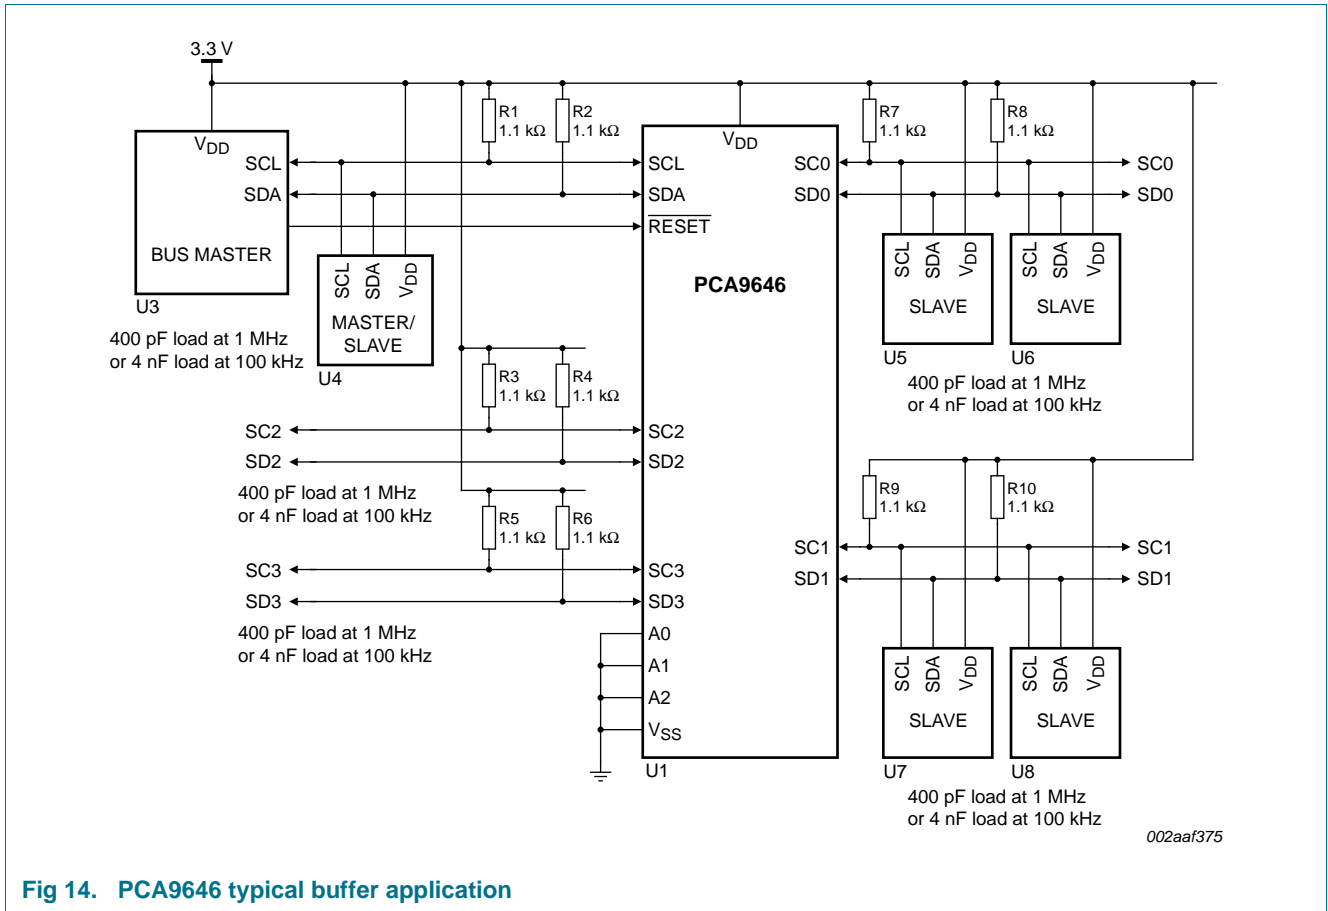 3.3 V
VDD
SCL
SDA
BUS MASTER
U3
400 pF load at 1 MHz
or 4 nF load at 100 kHz
SCL
SDA
VDD
MASTER/
SLAVE
U4
R1
1.1 kΩ
R2
1.1 kΩ
R3
1.1 kΩ
R4
1.1 kΩ
SC2
SD2
400 pF load at 1 MHz
or 4 nF load at 100 kHz
R5
1.1 kΩ
R6
1.1 kΩ
SC3
SD3
400 pF load at 1 MHz
or 4 nF load at 100 kHz
VDD
SCL
SDA
RESET
PCA9646
SC2
SD2
SC3
SD3
A0
A1
A2
VSS
U1
SC0
SD0
SC1
SD1
R7
1.1 kΩ
R8
1.1 kΩ
SC0
SD0
SCL
SDA
VDD
SLAVE
U5
SCL
SDA
VDD
SLAVE
U6
400 pF load at 1 MHz
or 4 nF load at 100 kHz
R9
1.1 kΩ
R10
1.1 kΩ
SC1
SD1
SCL
SDA
VDD
SLAVE
U7
SCL
SDA
VDD
SLAVE
U8
400 pF load at 1 MHz
or 4 nF load at 100 kHz
002aaf375
Fig 14. PCA9646 typical buffer application